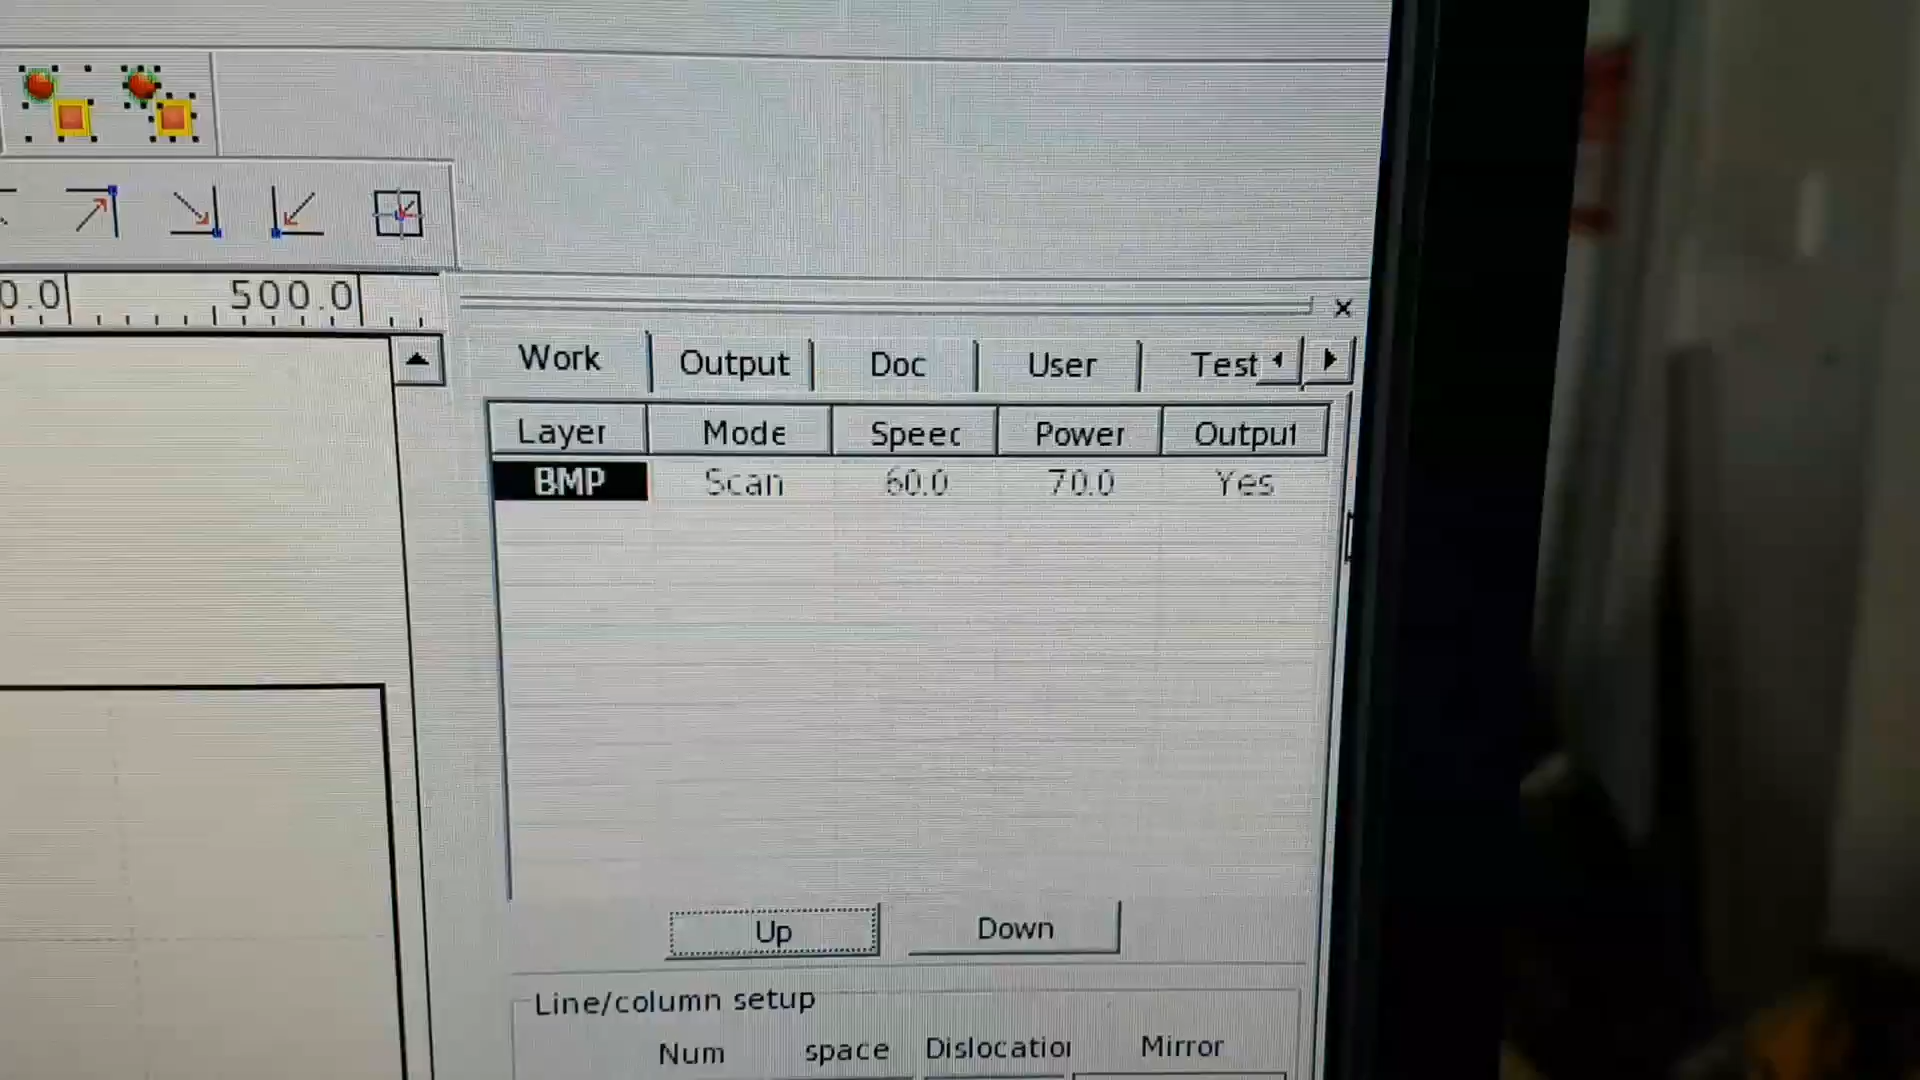 0.0 500.0
Work Output Doc User Test
Layer Mode Speed Power Output
BMP Scan 60.0 70.0 Yes
Up Down
Line/column setup
Num space Dislocation Mirror